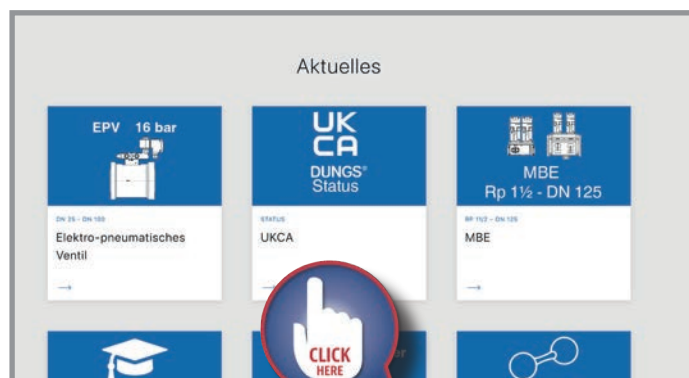 Aktuelles
EPV 16 bar
UK
CA
DUNGS®
Status
MBE
Rp 1½ - DN 125
DN 25 - DN 100
Elektro-pneumatisches
Ventil
→
STATUS
UKCA
→
RP 11/2 - DN 125
MBE
→
CLICK
HERE